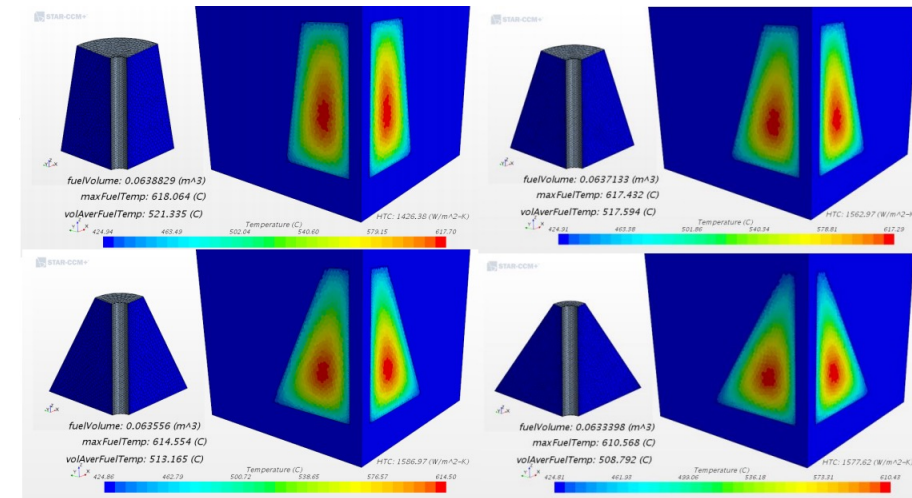 STAR-CCM+
fuelVolume: 0.0638829 (m^3)
maxFuelTemp: 618.064 (C)
volAverFuelTemp: 521.335 (C)
HTC: 1426.38 (W/m^2-K)
Temperature (C)
424.94 463.49 502.04 540.60 579.15 617.70
STAR-CCM+
fuelVolume: 0.0637133 (m^3)
maxFuelTemp: 617.432 (C)
volAverFuelTemp: 517.594 (C)
HTC: 1562.97 (W/m^2-K)
Temperature (C)
424.91 463.38 501.86 540.34 578.81 617.29
STAR-CCM+
fuelVolume: 0.063556 (m^3)
maxFuelTemp: 614.554 (C)
volAverFuelTemp: 513.165 (C)
HTC: 1586.97 (W/m^2-K)
Temperature (C)
424.86 462.79 500.72 538.65 576.57 614.50
STAR-CCM+
fuelVolume: 0.0633398 (m^3)
maxFuelTemp: 610.568 (C)
volAverFuelTemp: 508.792 (C)
HTC: 1577.62 (W/m^2-K)
Temperature (C)
424.81 499.06 536.18 573.31 610.43